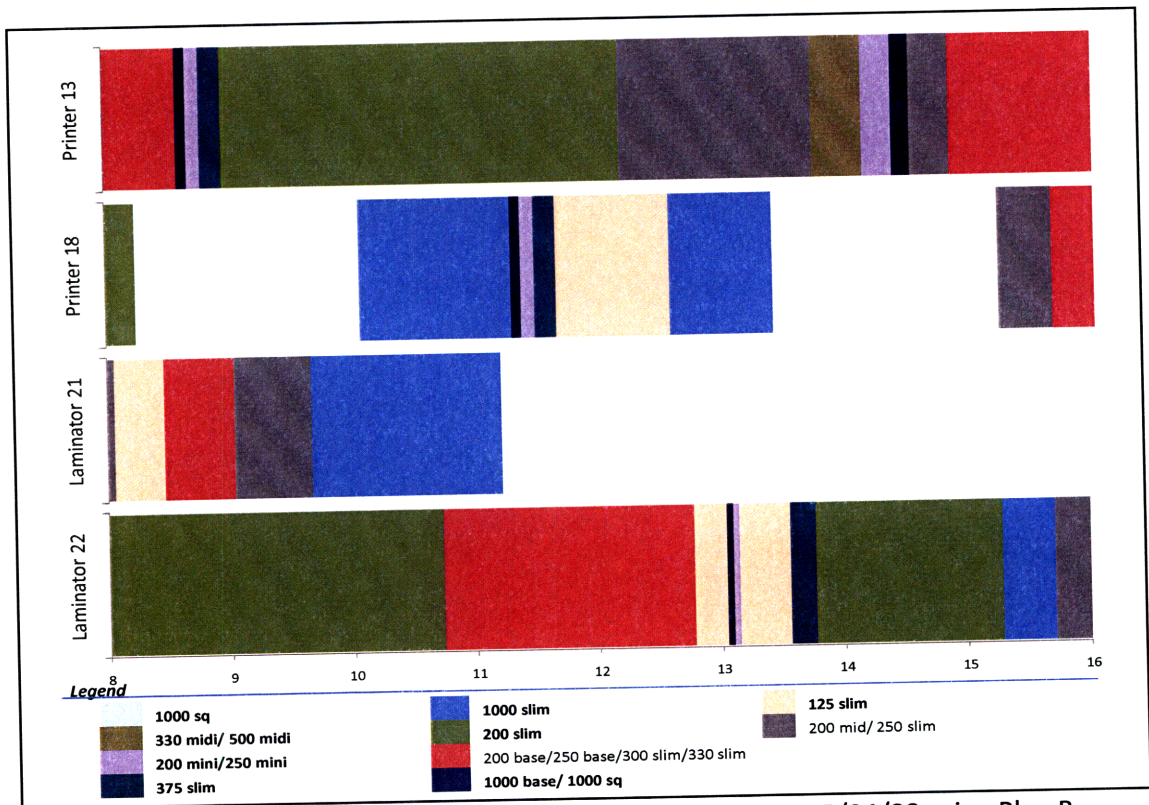 Printer 13
Printer 18
Laminator 21
Laminator 22
8 9 10 11 12 13 14 15 16
Legend
1000 sq
330 midi/ 500 midi
200 mini/250 mini
375 slim
1000 slim
200 slim
200 base/250 base/300 slim/330 slim
1000 base/ 1000 sq
125 slim
200 mid/ 250 slim